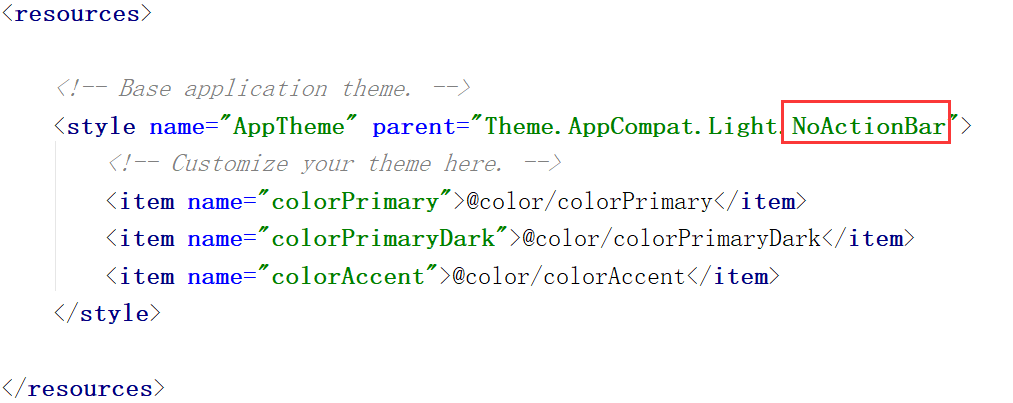 <resources>
<!-- Base application theme. -->
<style name="AppTheme" parent="Theme.AppCompat.Light.NoActionBar">
<!-- Customize your theme here. -->
<item name="colorPrimary">@color/colorPrimary</item>
<item name="colorPrimaryDark">@color/colorPrimaryDark</item>
<item name="colorAccent">@color/colorAccent</item>
</style>
</resources>